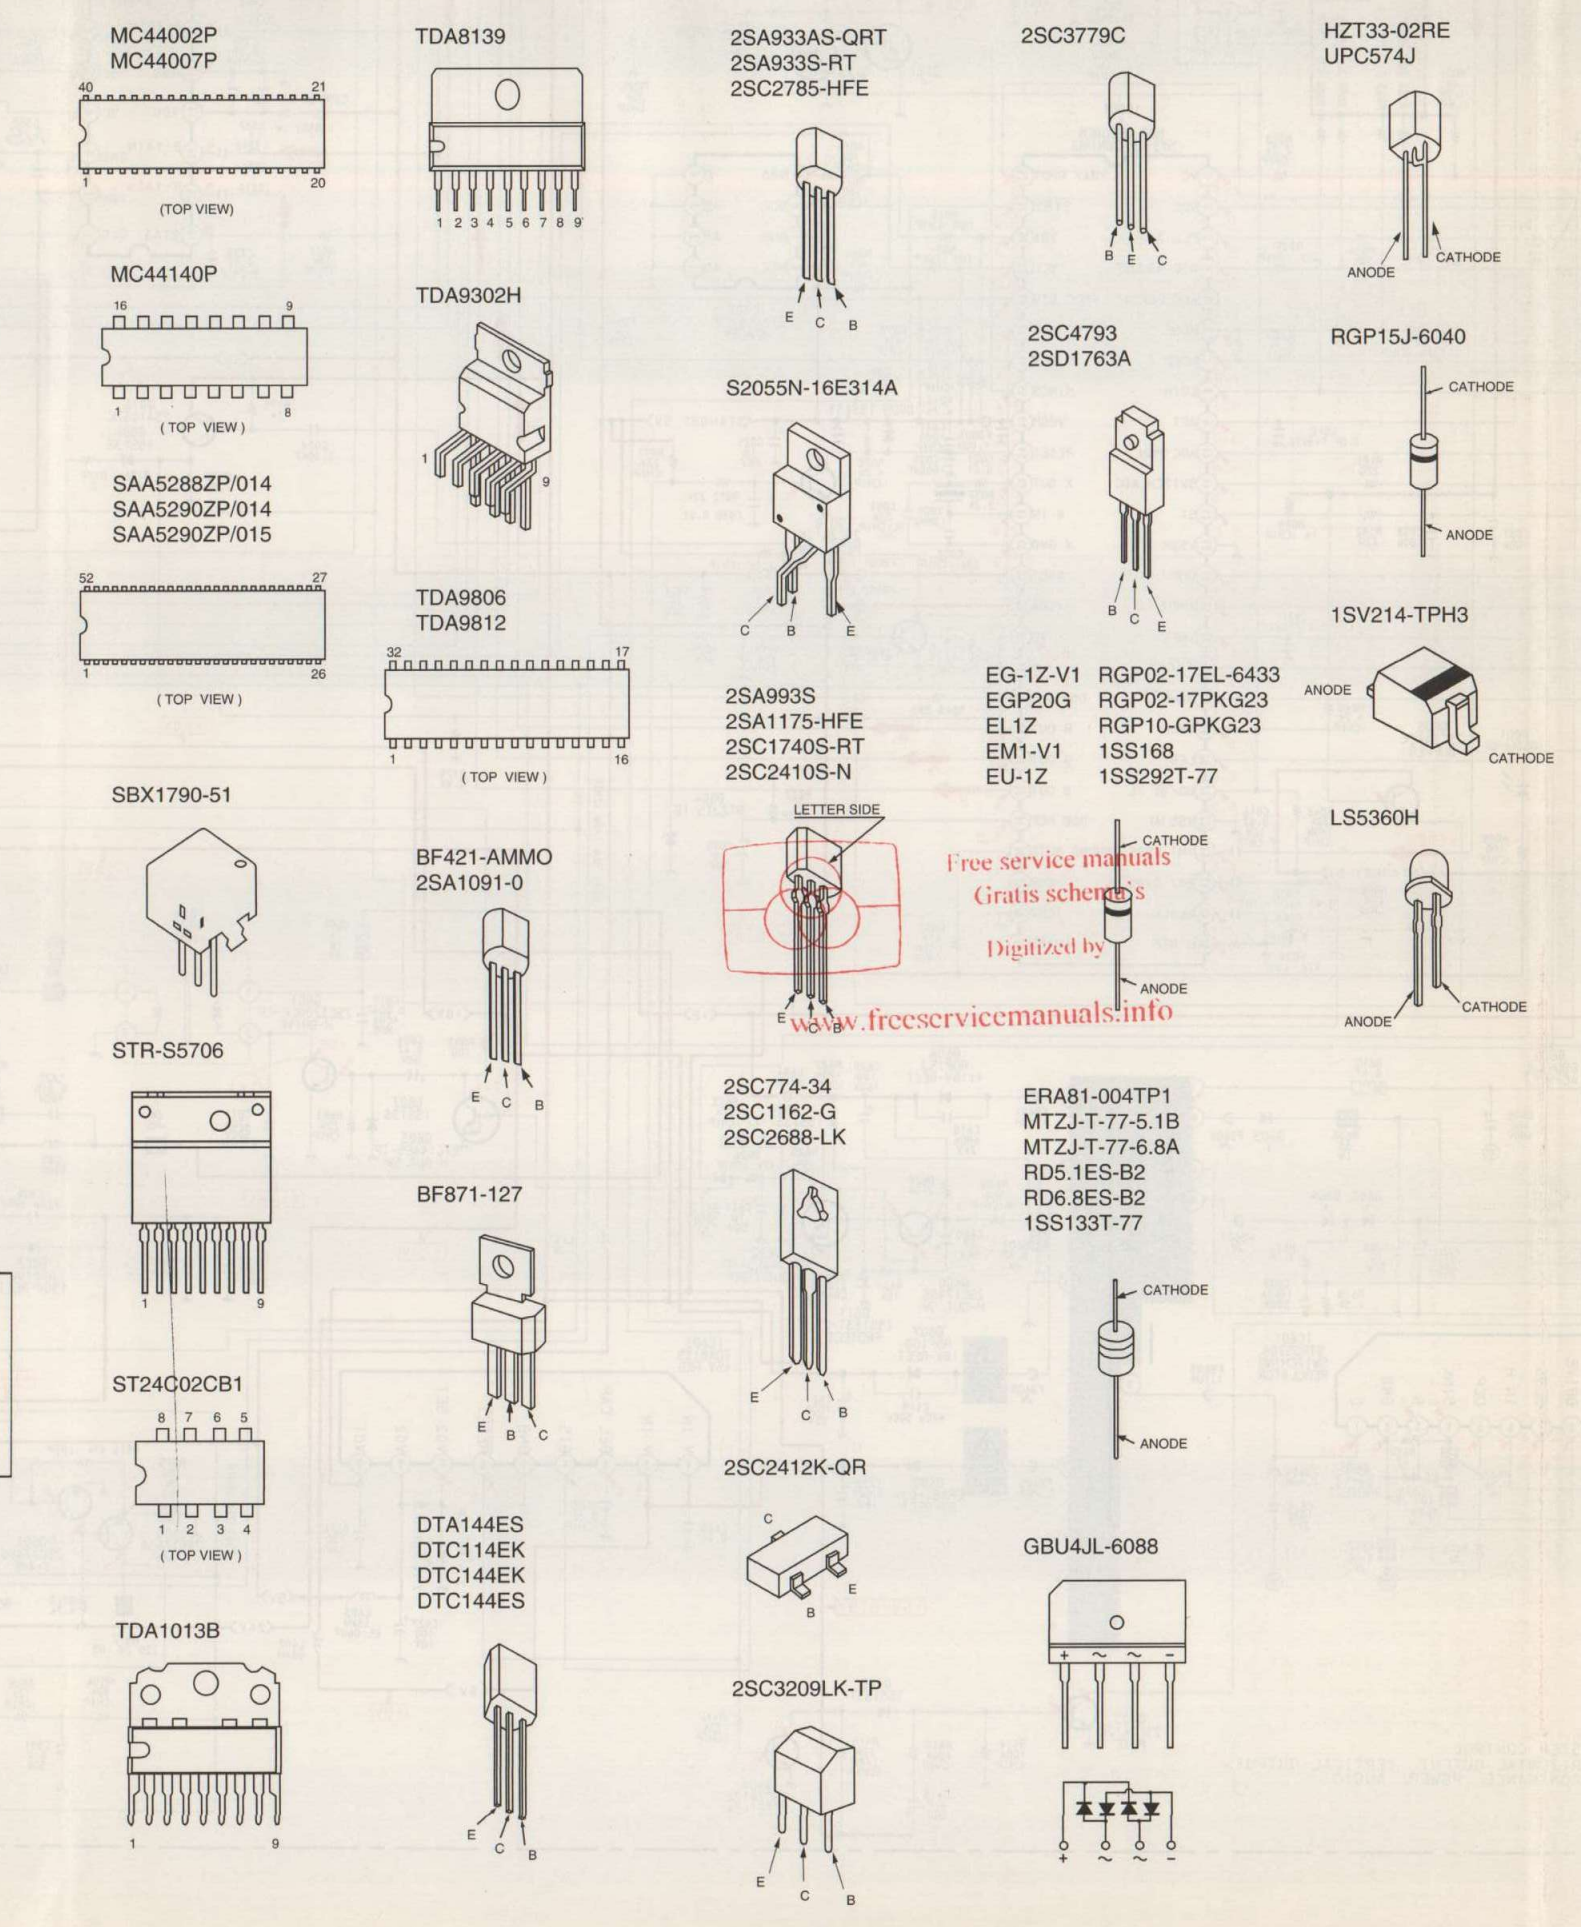 MC44002P
MC44007P
40 21
1 20
(TOP VIEW)
MC44140P
16 9
1 8
( TOP VIEW )
SAA5288ZP/014
SAA5290ZP/014
SAA5290ZP/015
52 27
1 26
( TOP VIEW )
SBX1790-51
STR-S5706
1 9
ST24C02CB1
8 7 6 5
1 2 3 4
( TOP VIEW )
TDA1013B
1 9
TDA8139
1 2 3 4 5 6 7 8 9
TDA9302H
1
9
TDA9806
TDA9812
32 17
1 16
( TOP VIEW )
BF421-AMMO
2SA1091-0
E C B
BF871-127
E B C
DTA144ES
DTC114EK
DTC144EK
DTC144ES
E C B
2SA933AS-QRT
2SA933S-RT
2SC2785-HFE
E C B
S2055N-16E314A
C B E
2SA993S
2SA1175-HFE
2SC1740S-RT
2SC2410S-N
LETTER SIDE
E C B
2SC774-34
2SC1162-G
2SC2688-LK
E C B
2SC2412K-QR
C
E
B
2SC3209LK-TP
E C B
2SC3779C
B E C
2SC4793
2SD1763A
B C E
EG-1Z-V1 RGP02-17EL-6433
EGP20G RGP02-17PKG23
EL1Z RGP10-GPKG23
EM1-V1 1SS168
EU-1Z 1SS292T-77
CATHODE
ANODE
Free service manuals
Gratis schema's
Digitized by
www.freeservicemanuals.info
ERA81-004TP1
MTZJ-T-77-5.1B
MTZJ-T-77-6.8A
RD5.1ES-B2
RD6.8ES-B2
1SS133T-77
CATHODE
ANODE
GBU4JL-6088
+ ~ ~ -
+ ~ ~ -
HZT33-02RE
UPC574J
CATHODE
ANODE
RGP15J-6040
CATHODE
ANODE
1SV214-TPH3
ANODE
CATHODE
LS5360H
CATHODE
ANODE